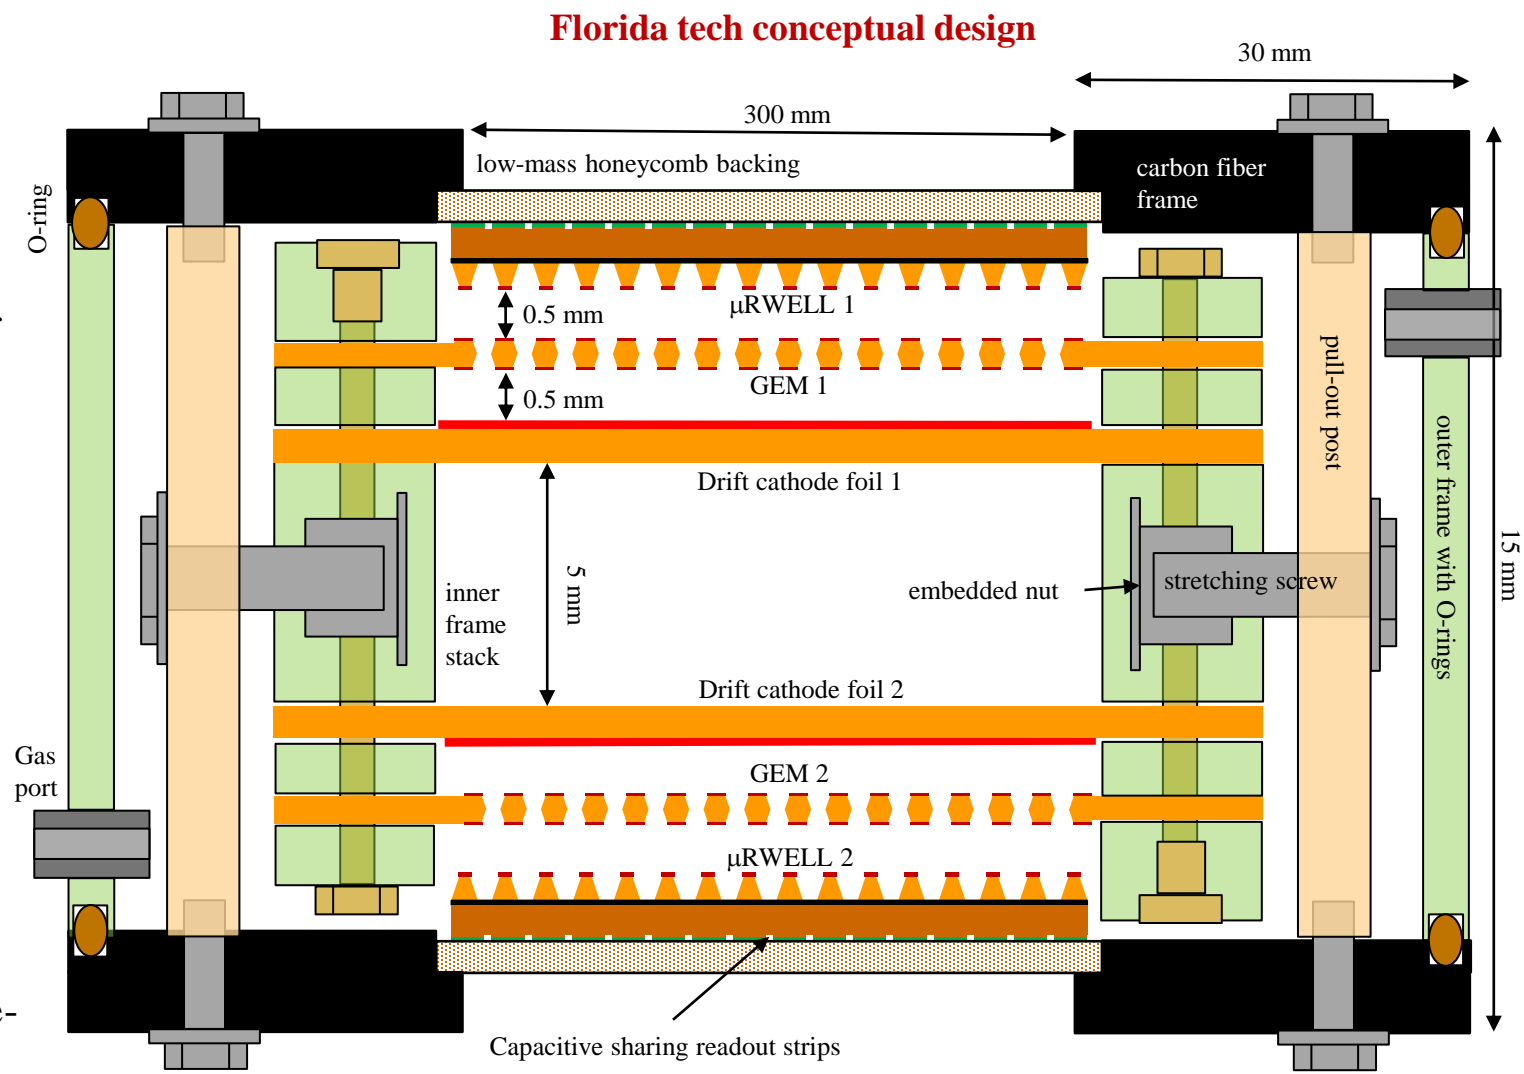 Florida tech conceptual design
30 mm
300 mm
low-mass honeycomb backing
carbon fiber
frame
O-ring
μRWELL 1
0.5 mm
GEM 1
0.5 mm
pull-out post
Drift cathode foil 1
outer frame with O-rings
15 mm
5 mm
embedded nut
stretching screw
inner
frame
stack
Drift cathode foil 2
Gas
port
GEM 2
μRWELL 2
e-
Capacitive sharing readout strips